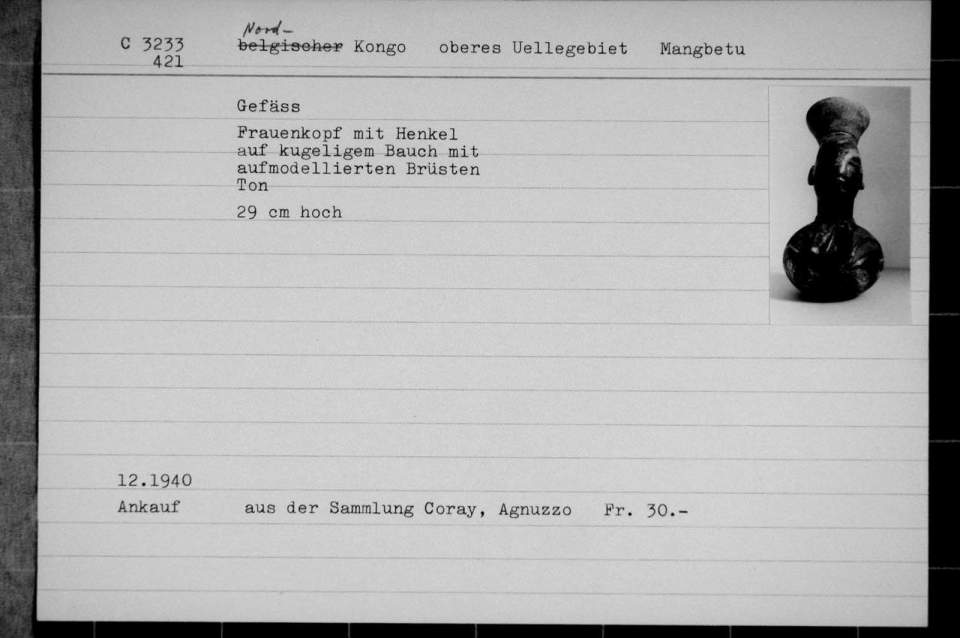 Nord-
C 3233 belgischer Kongo oberes Uellegebiet Mangbetu
421
Gefäss
Frauenkopf mit Henkel
auf kugeligem Bauch mit
aufmodellierten Brüsten
Ton
29 cm hoch
12.1940
Ankauf aus der Sammlung Coray, Agnuzzo Fr. 30.-